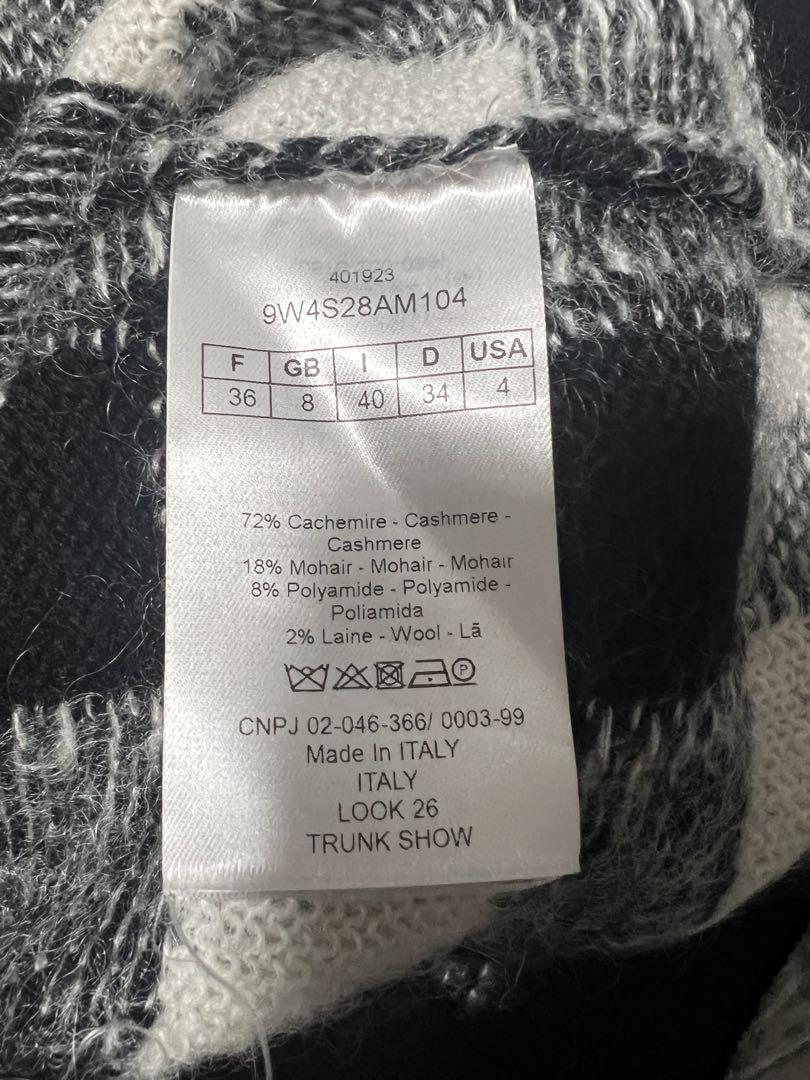 401923
9W4S28AM104
F GB I D USA
36 8 40 34 4
72% Cachemire - Cashmere -
Cashmere
18% Mohair - Mohair - Mohair
8% Polyamide - Polyamide -
Poliamida
2% Laine - Wool - Lã
P
CNPJ 02-046-366/ 0003-99
Made In ITALY
ITALY
LOOK 26
TRUNK SHOW